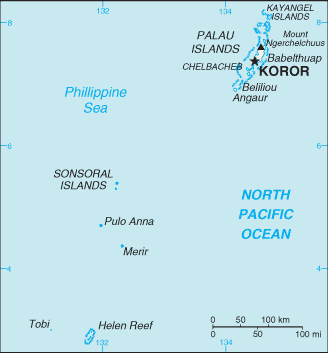 132
134
8
8
KAYANGEL
ISLANDS
PALAU
ISLANDS
Mount
Ngerchelchuus
Babelthuap
CHELBACHEB
KOROR
Beliliou
Angaur
Phillippine
Sea
6
6
SONSORAL
ISLANDS
NORTH
PACIFIC
OCEAN
Pulo Anna
Merir
4
4
Tobi
Helen Reef
0 50 100 km
0 50 100 mi
132
134